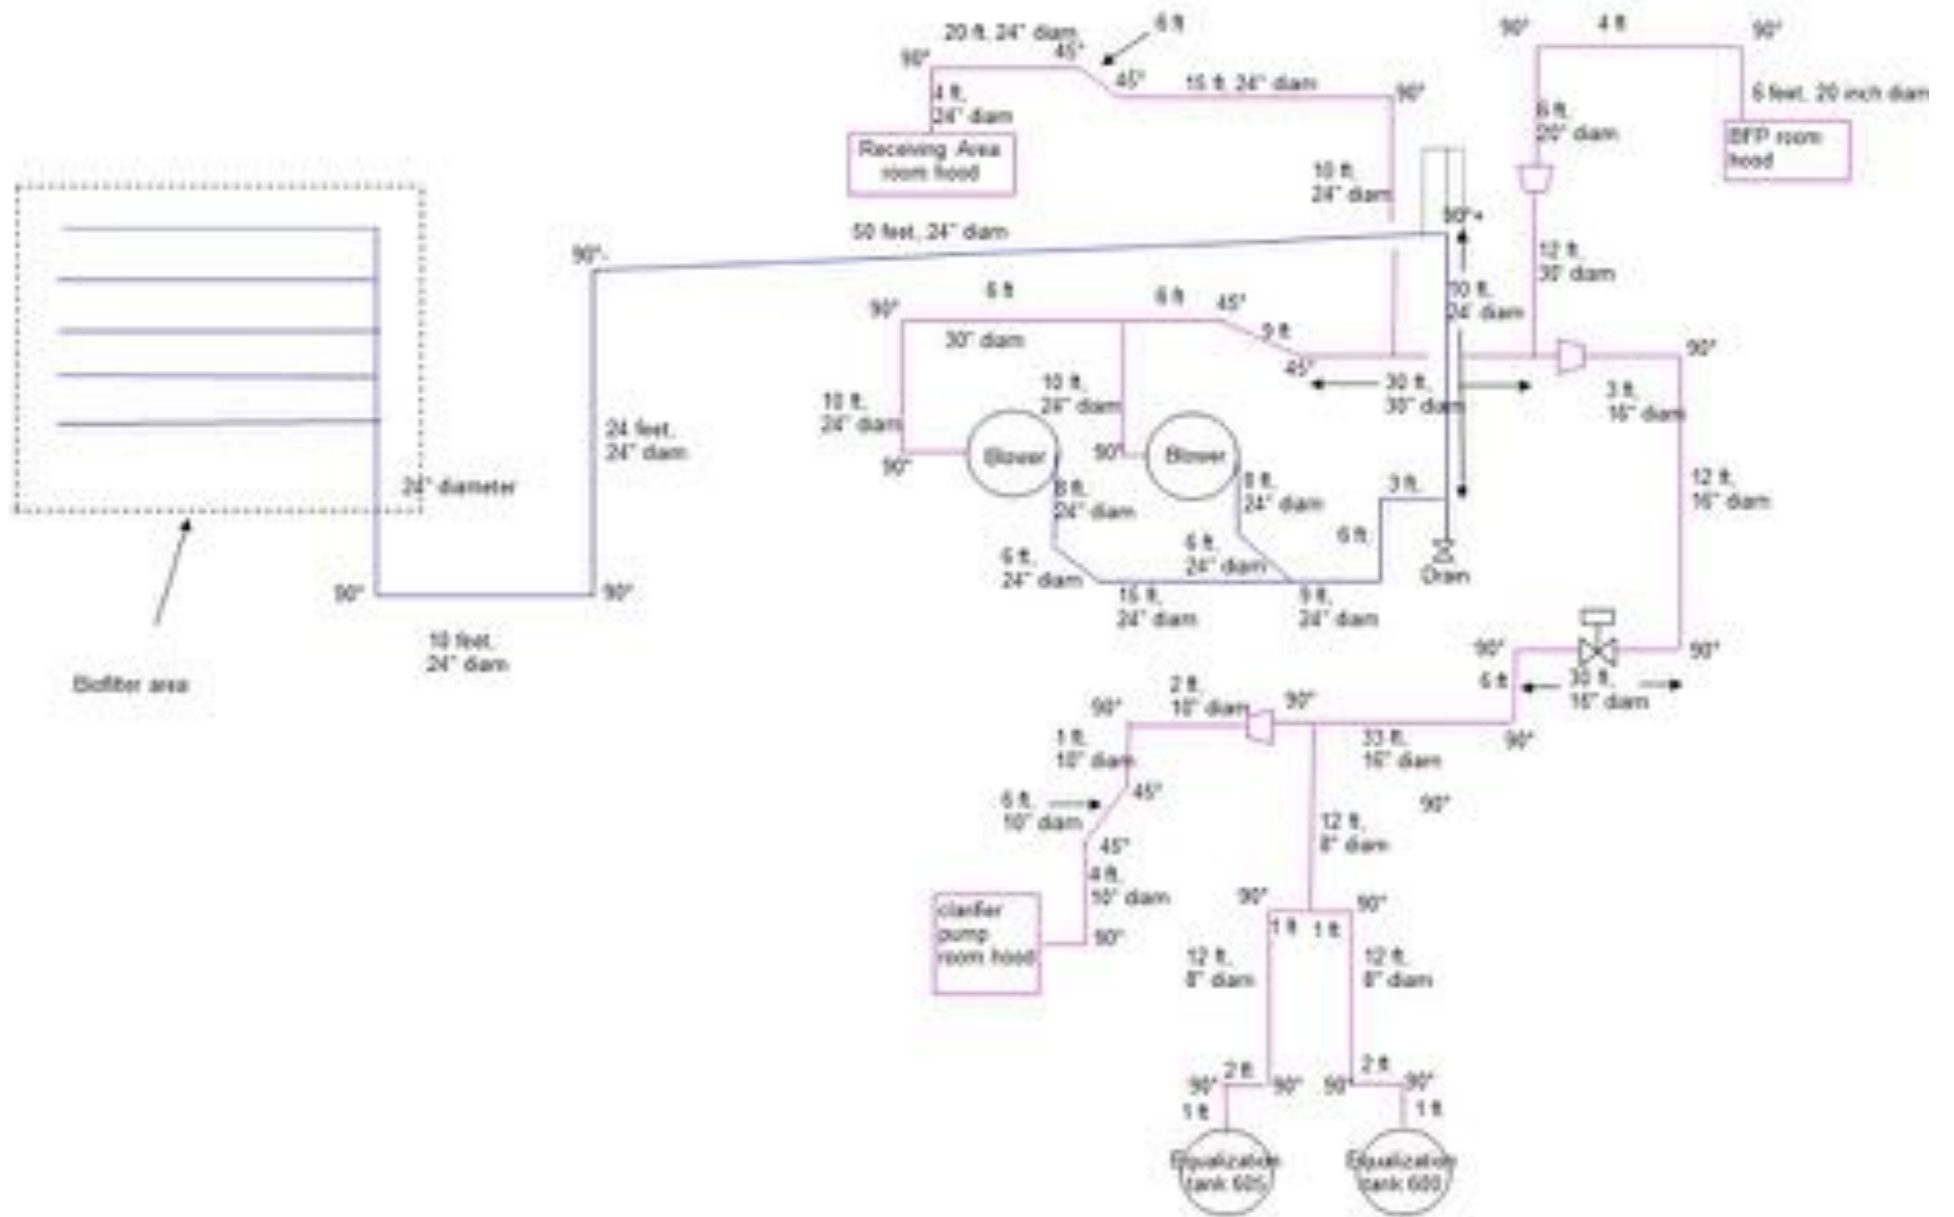 20 ft, 24" diam
6 ft
90°
45°
45°
15 ft, 24" diam
90°
4 ft,
24" diam
Receiving Area
room hood
10 ft,
24" diam
90°
4 ft
90°
6 feet, 20 inch diam
6 ft,
20" diam
BFP room
hood
12 ft,
30' diam
90°+
50 feet, 24" diam
90°-
10 ft,
24' diam
90°
6 ft
6 ft
45°
30" diam
9 ft
45°
30 ft,
30" diam
90°
3 ft,
16" diam
10 ft,
24" diam
10 ft,
24" diam
90°
Blower
90°
Blower
24 feet,
24" diam
24" diameter
8 ft,
24" diam
8 ft,
24" diam
3 ft,
12 ft,
16" diam
6 ft,
24" diam
6 ft,
24" diam
6 ft,
Drain
15 ft,
24" diam
9 ft,
24" diam
90°
90°
10 feet,
24" diam
Biofilter area
90°
90°
6 ft
30 ft,
16" diam
90°
2 ft,
10" diam
90°
1 ft,
10" diam
33 ft,
16" diam
90°
45°
6 ft,
10" diam
90°
45°
12 ft,
8" diam
4 ft,
10" diam
clarifier
pump
room hood
90°
90°
90°
1 ft
1 ft
12 ft,
8" diam
12 ft,
8" diam
90°
2 ft
90°
90°
2 ft
90°
1 ft
1 ft
Equalization
tank 605
Equalization
tank 600